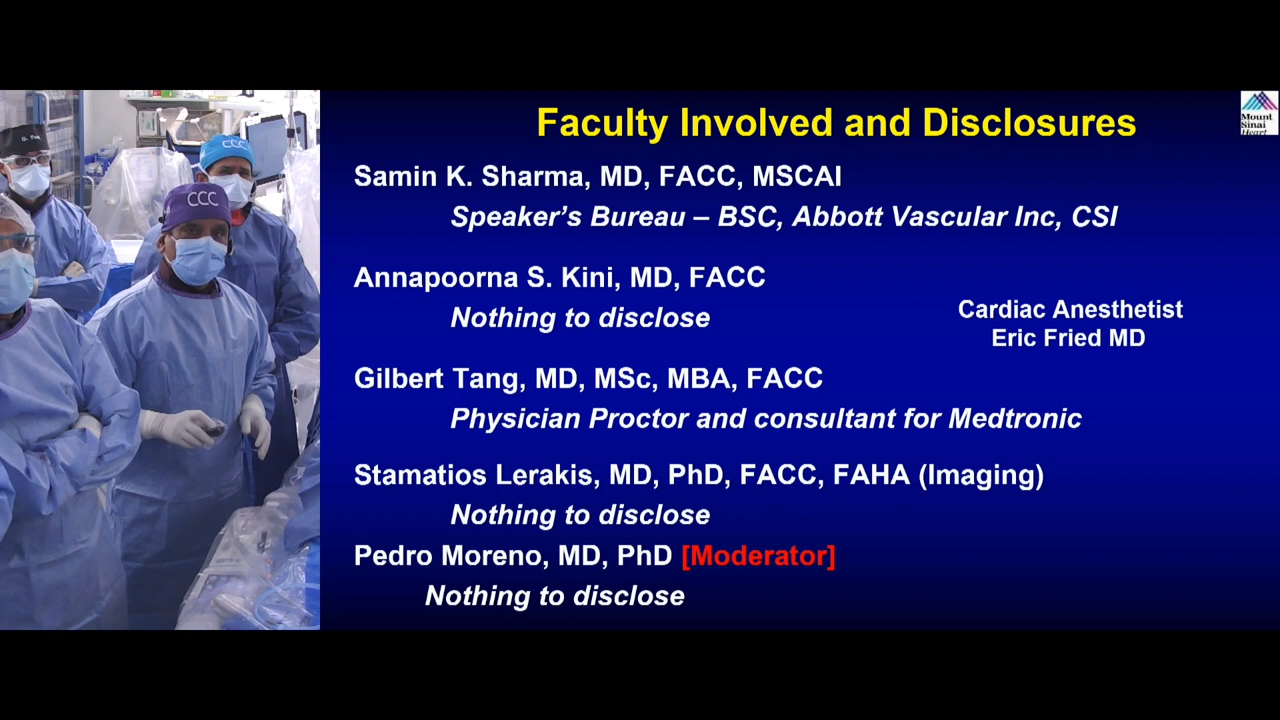 Faculty Involved and Disclosures
Mount
Sinai
Heart
Samin K. Sharma, MD, FACC, MSCAI
Speaker's Bureau – BSC, Abbott Vascular Inc, CSI
Annapoorna S. Kini, MD, FACC
Nothing to disclose
Cardiac Anesthetist
Eric Fried MD
Gilbert Tang, MD, MSc, MBA, FACC
Physician Proctor and consultant for Medtronic
Stamatios Lerakis, MD, PhD, FACC, FAHA (Imaging)
Nothing to disclose
Pedro Moreno, MD, PhD [Moderator]
Nothing to disclose
CCC
CCC